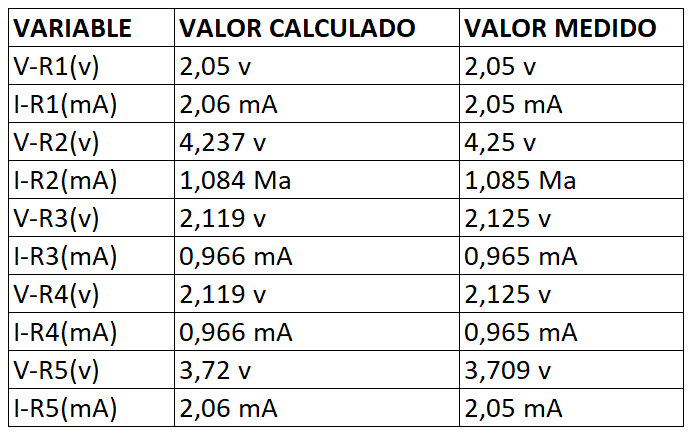 VARIABLE VALOR CALCULADO VALOR MEDIDO
V-R1(v) 2,05 v 2,05 v
I-R1(mA) 2,06 mA 2,05 mA
V-R2(v) 4,237 v 4,25 v
I-R2(mA) 1,084 Ma 1,085 Ma
V-R3(v) 2,119 v 2,125 v
I-R3(mA) 0,966 mA 0,965 mA
V-R4(v) 2,119 v 2,125 v
I-R4(mA) 0,966 mA 0,965 mA
V-R5(v) 3,72 v 3,709 v
I-R5(mA) 2,06 mA 2,05 mA